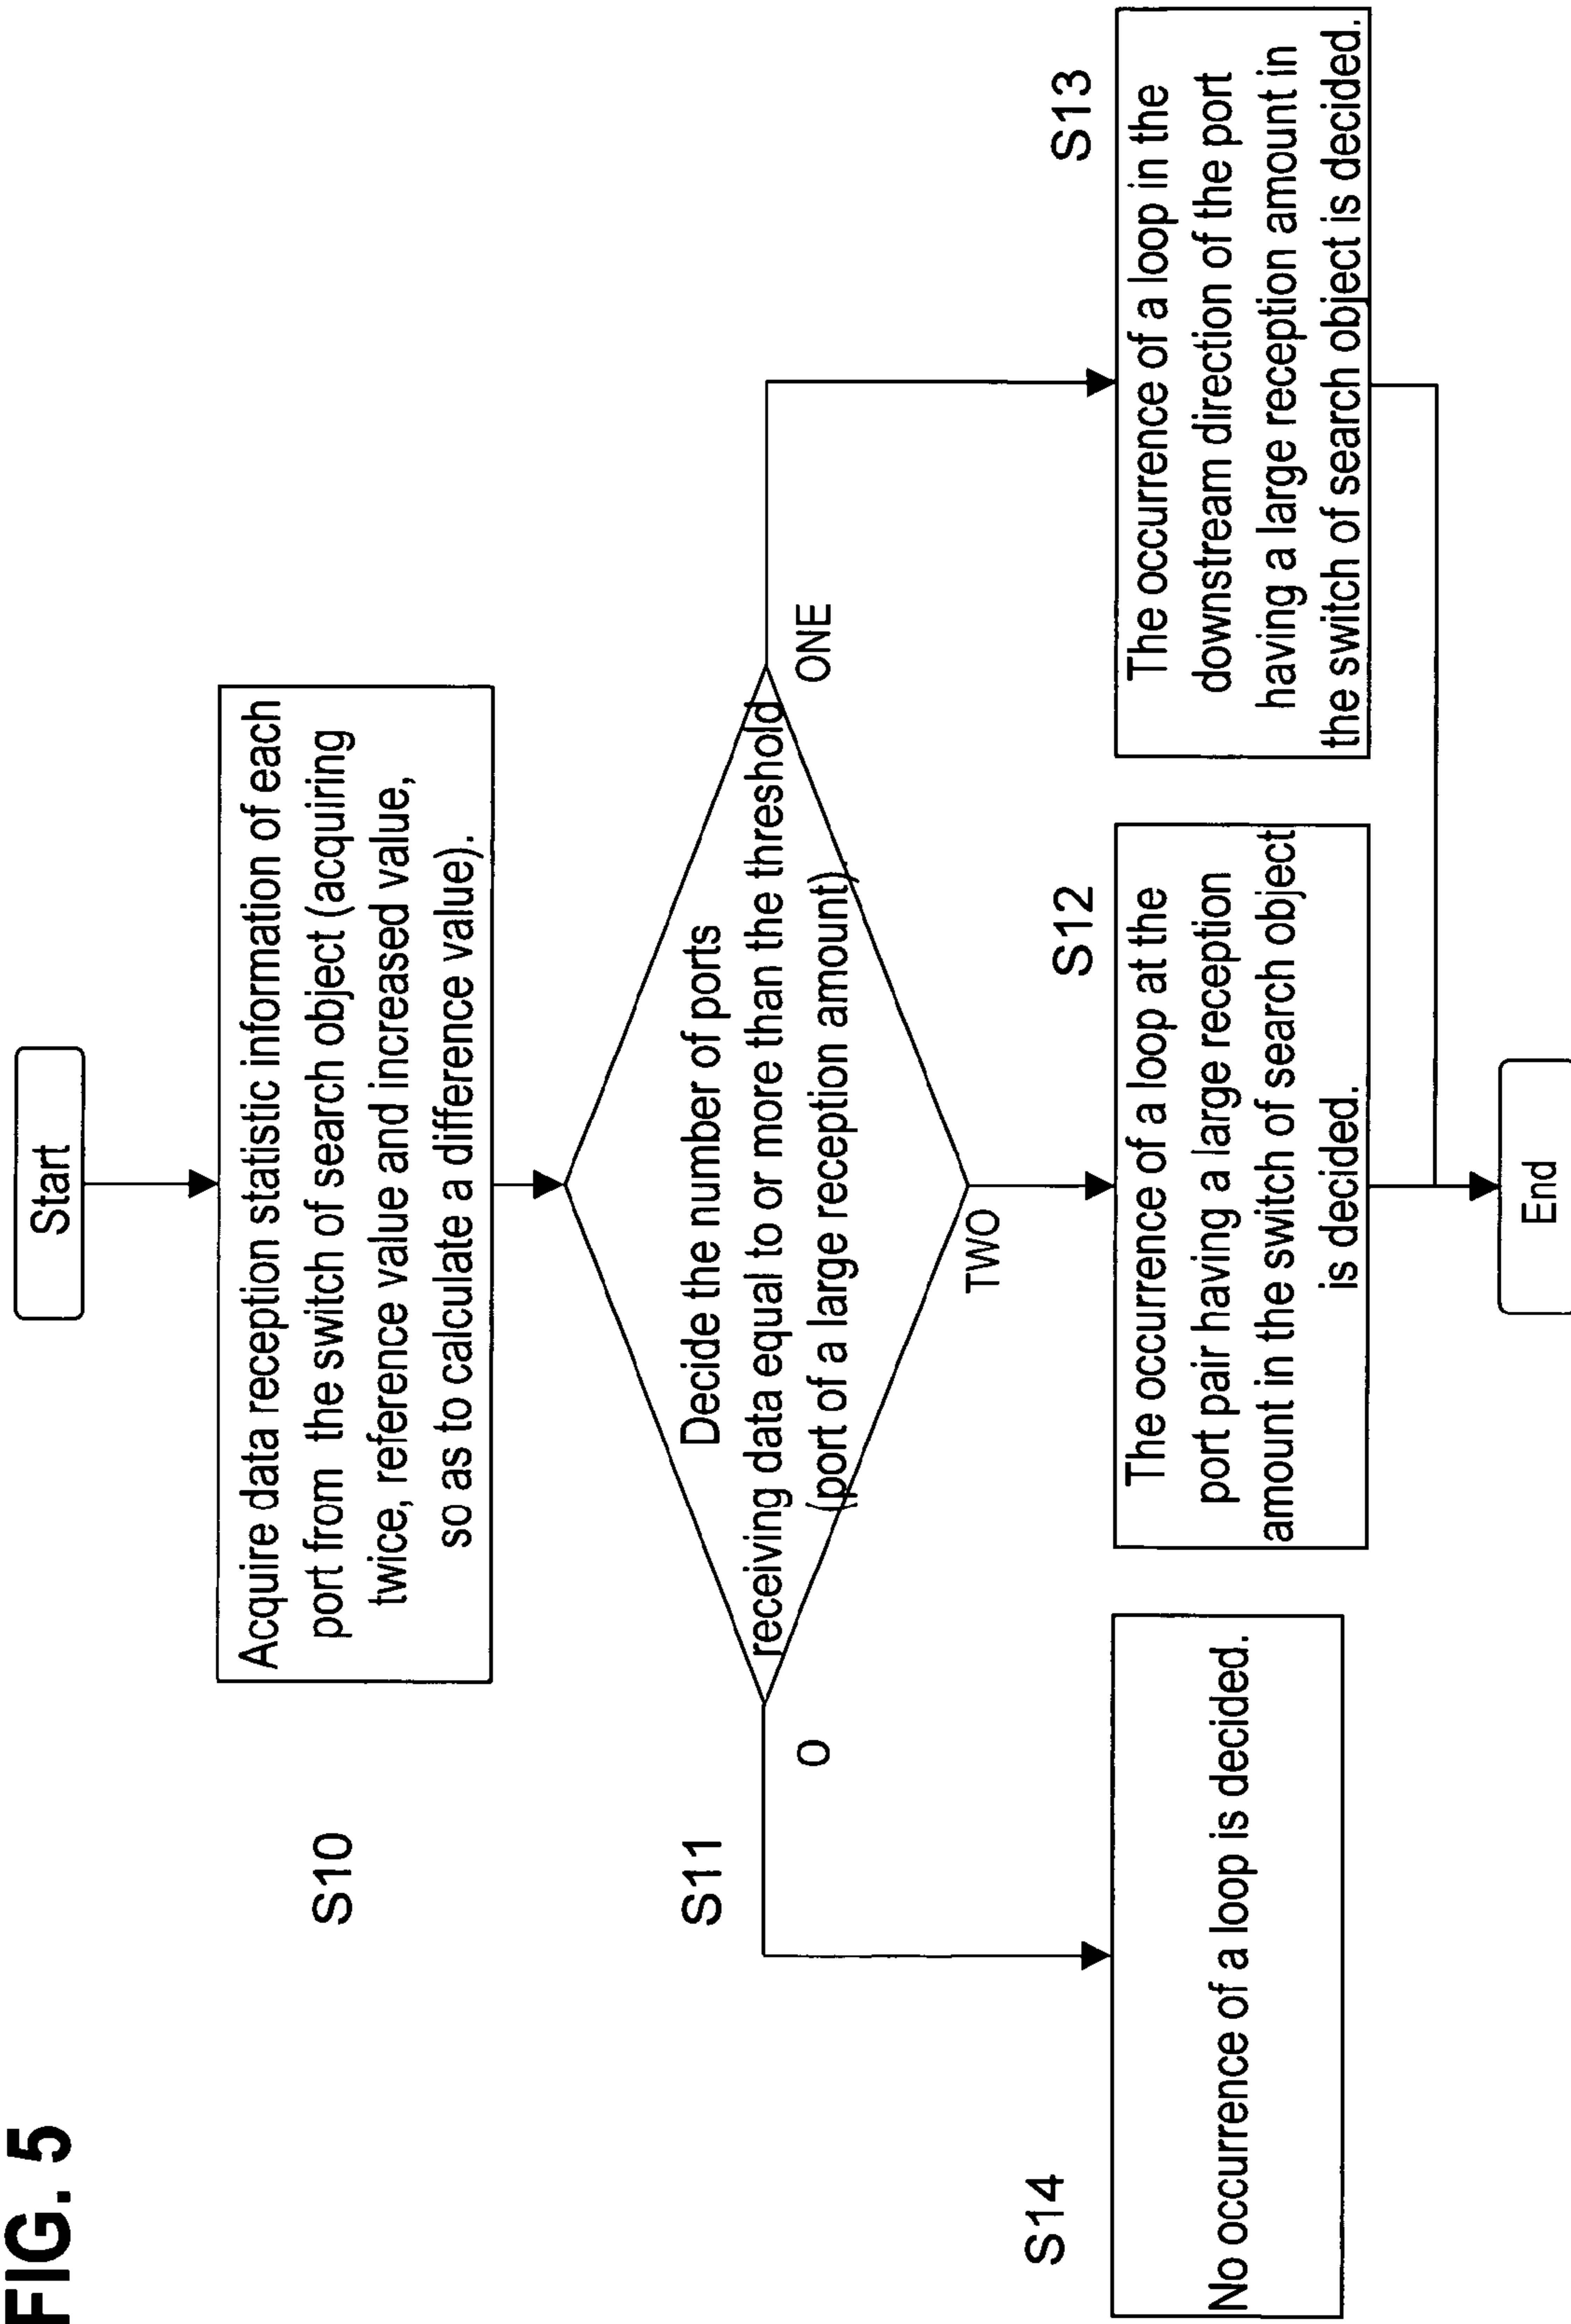 FIG. 5
Start
S10
Acquire data reception statistic information of each
port from the switch of search object (acquiring
twice, reference value and increased value,
so as to calculate a difference value).
S11
Decide the number of ports
receiving data equal to or more than the threshold
(port of a large reception amount)
O
TWO
ONE
S14
No occurrence of a loop is decided.
S12
The occurrence of a loop at the
port pair having a large reception
amount in the switch of search object
is decided.
S13
The occurrence of a loop in the
downstream direction of the port
having a large reception amount in
the switch of search object is decided.
End